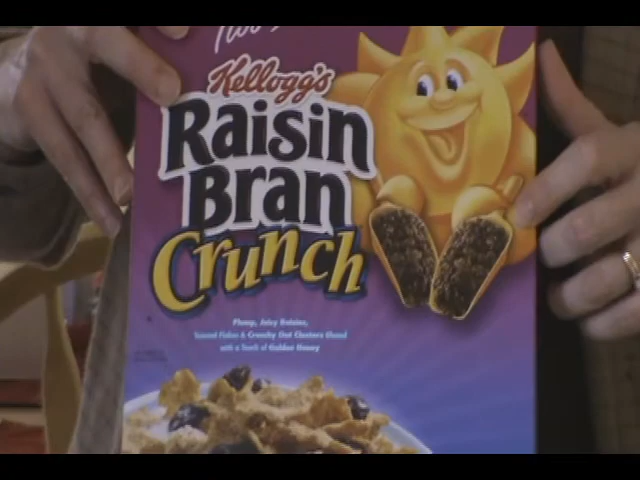 Kellogg's
Raisin
Bran
Crunch
Plump, Juicy Raisins,
Toasted Flakes & Crunchy Oat Clusters Glazed
with a Touch of Golden Honey